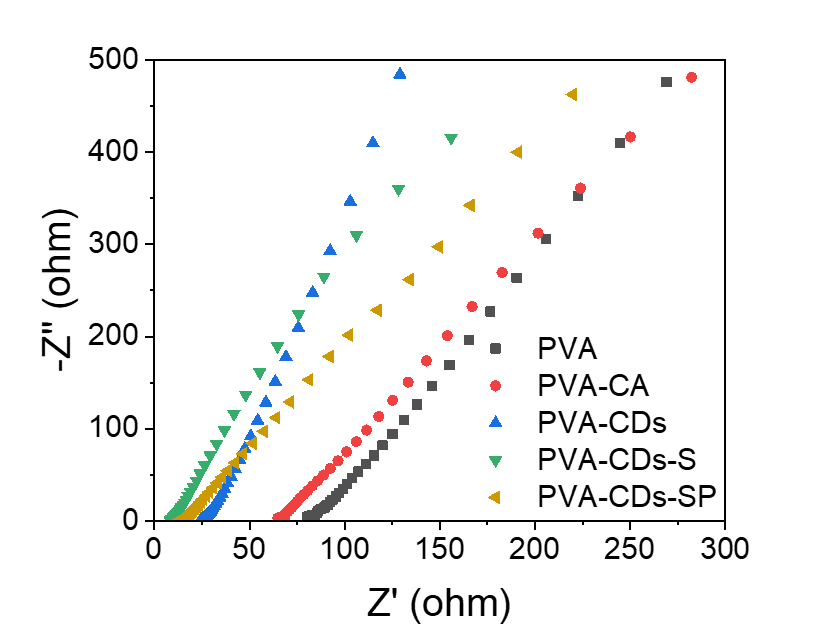 500
400
300
200
100
0
-Z" (ohm)
PVA
PVA-CA
PVA-CDs
PVA-CDs-S
PVA-CDs-SP
0 50 100 150 200 250 300
Z' (ohm)